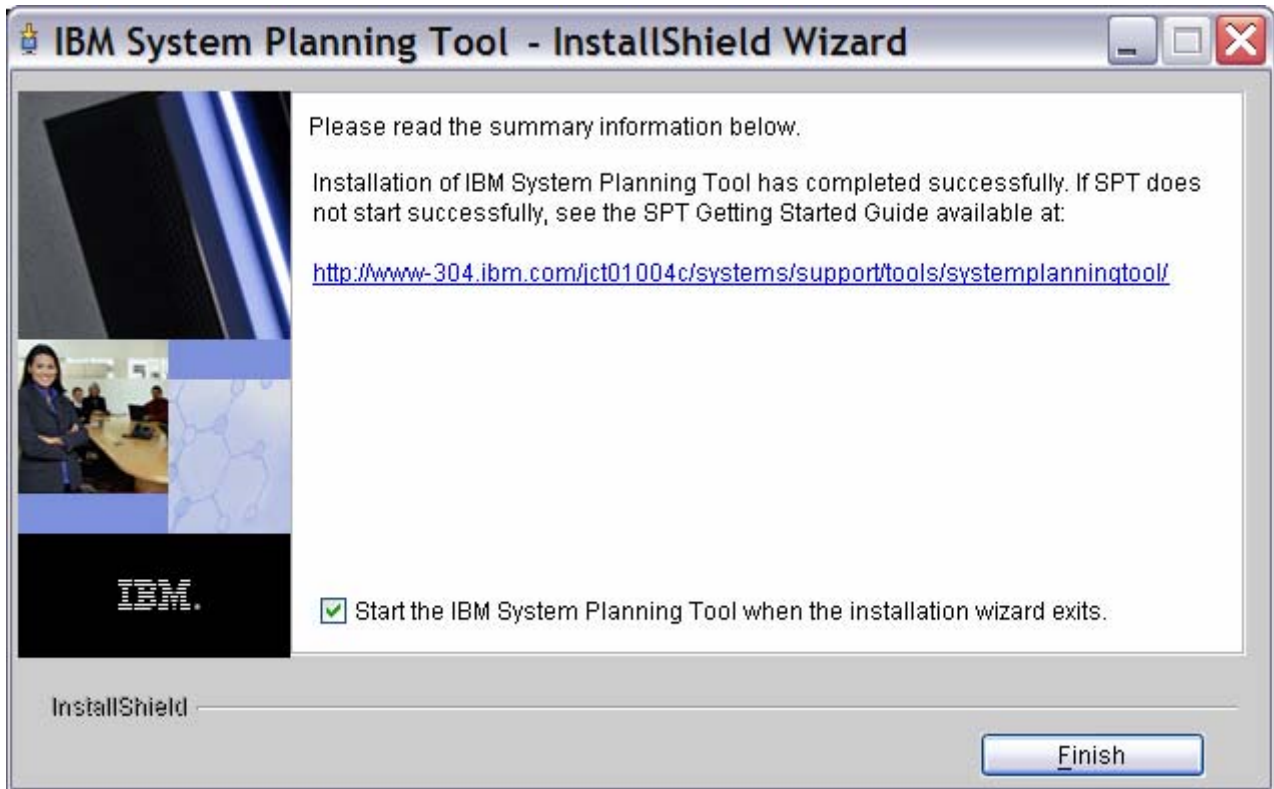 IBM System Planning Tool - InstallShield Wizard
Please read the summary information below.
Installation of IBM System Planning Tool has completed successfully. If SPT does
not start successfully, see the SPT Getting Started Guide available at:
http://www-304.ibm.com/jct01004c/systems/support/tools/systemplanningtool/
IBM.
Start the IBM System Planning Tool when the installation wizard exits.
InstallShield
Finish